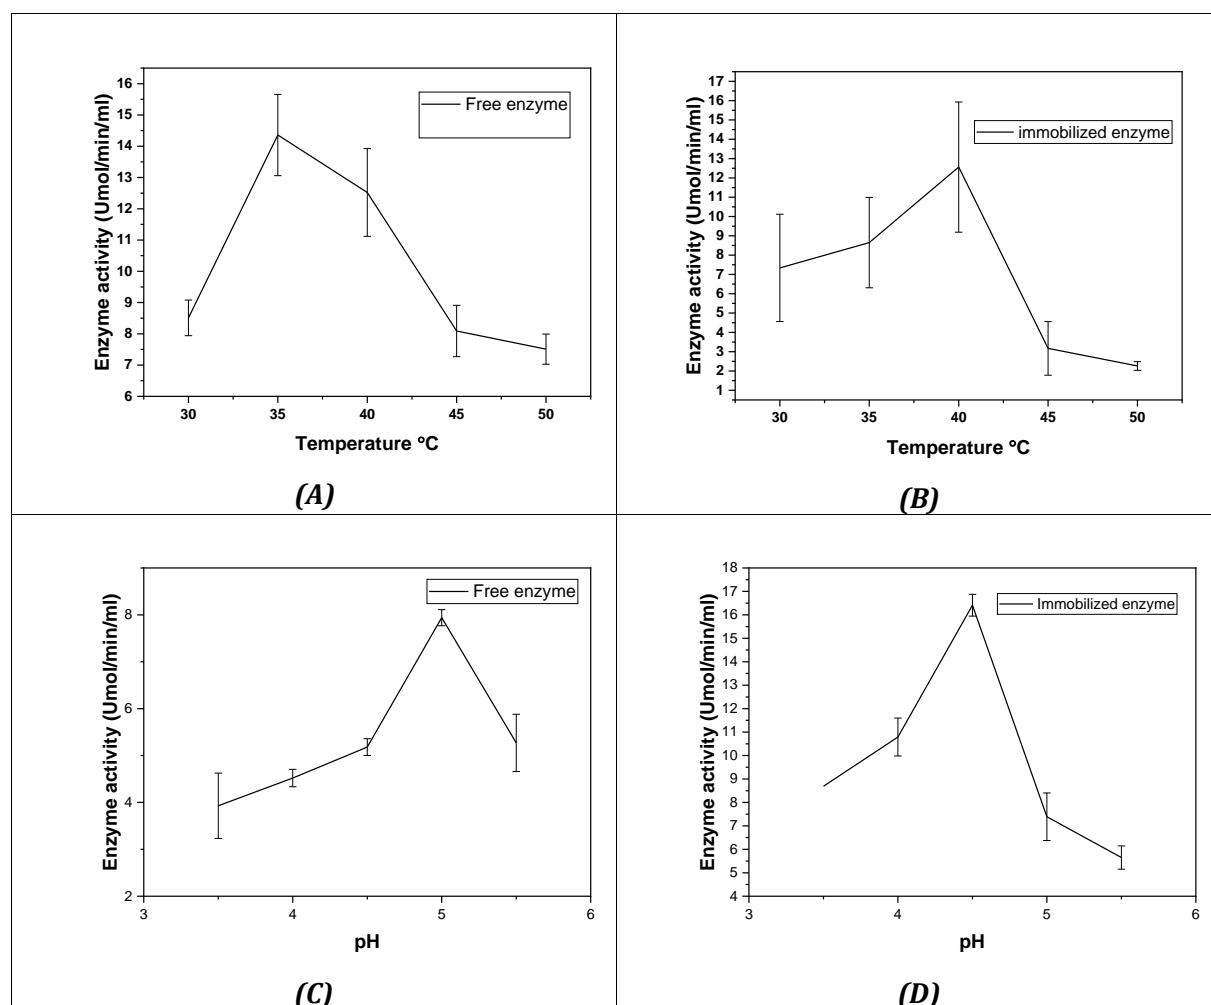 Enzyme activity (Umol/min/ml)
16
15
14
13
12
11
10
9
8
7
6
30 35 40 45 50
Temperature °C
Free enzyme
(A)
Enzyme activity (Umol/min/ml)
17
16
15
14
13
12
11
10
9
8
7
6
5
4
3
2
1
30 35 40 45 50
Temperature °C
immobilized enzyme
(B)
Enzyme activity (Umol/min/ml)
8
6
4
2
3 4 5 6
pH
Free enzyme
(C)
Enzyme activity (Umol/min/ml)
18
17
16
15
14
13
12
11
10
9
8
7
6
5
4
3 4 5 6
pH
Immobilized enzyme
(D)